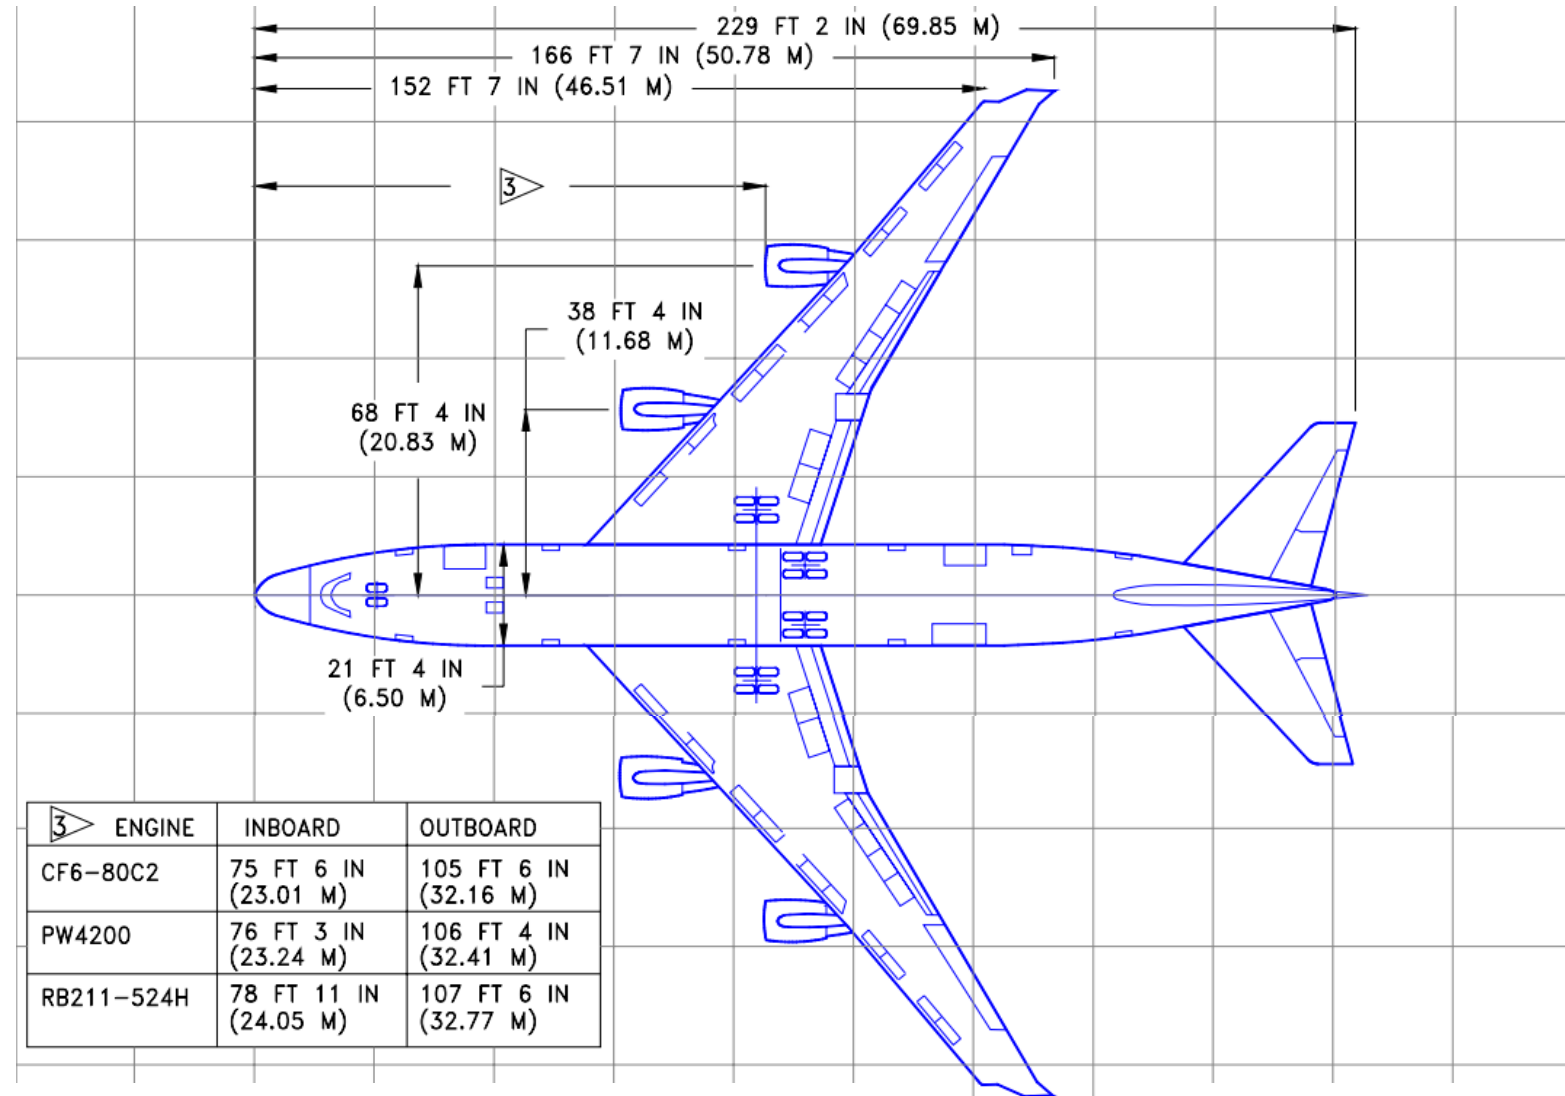 229 FT 2 IN (69.85 M)
166 FT 7 IN (50.78 M)
152 FT 7 IN (46.51 M)
3
38 FT 4 IN
(11.68 M)
68 FT 4 IN
(20.83 M)
21 FT 4 IN
(6.50 M)
3 ENGINE INBOARD OUTBOARD
CF6-80C2 75 FT 6 IN 105 FT 6 IN
(23.01 M) (32.16 M)
PW4200 76 FT 3 IN 106 FT 4 IN
(23.24 M) (32.41 M)
RB211-524H 78 FT 11 IN 107 FT 6 IN
(24.05 M) (32.77 M)